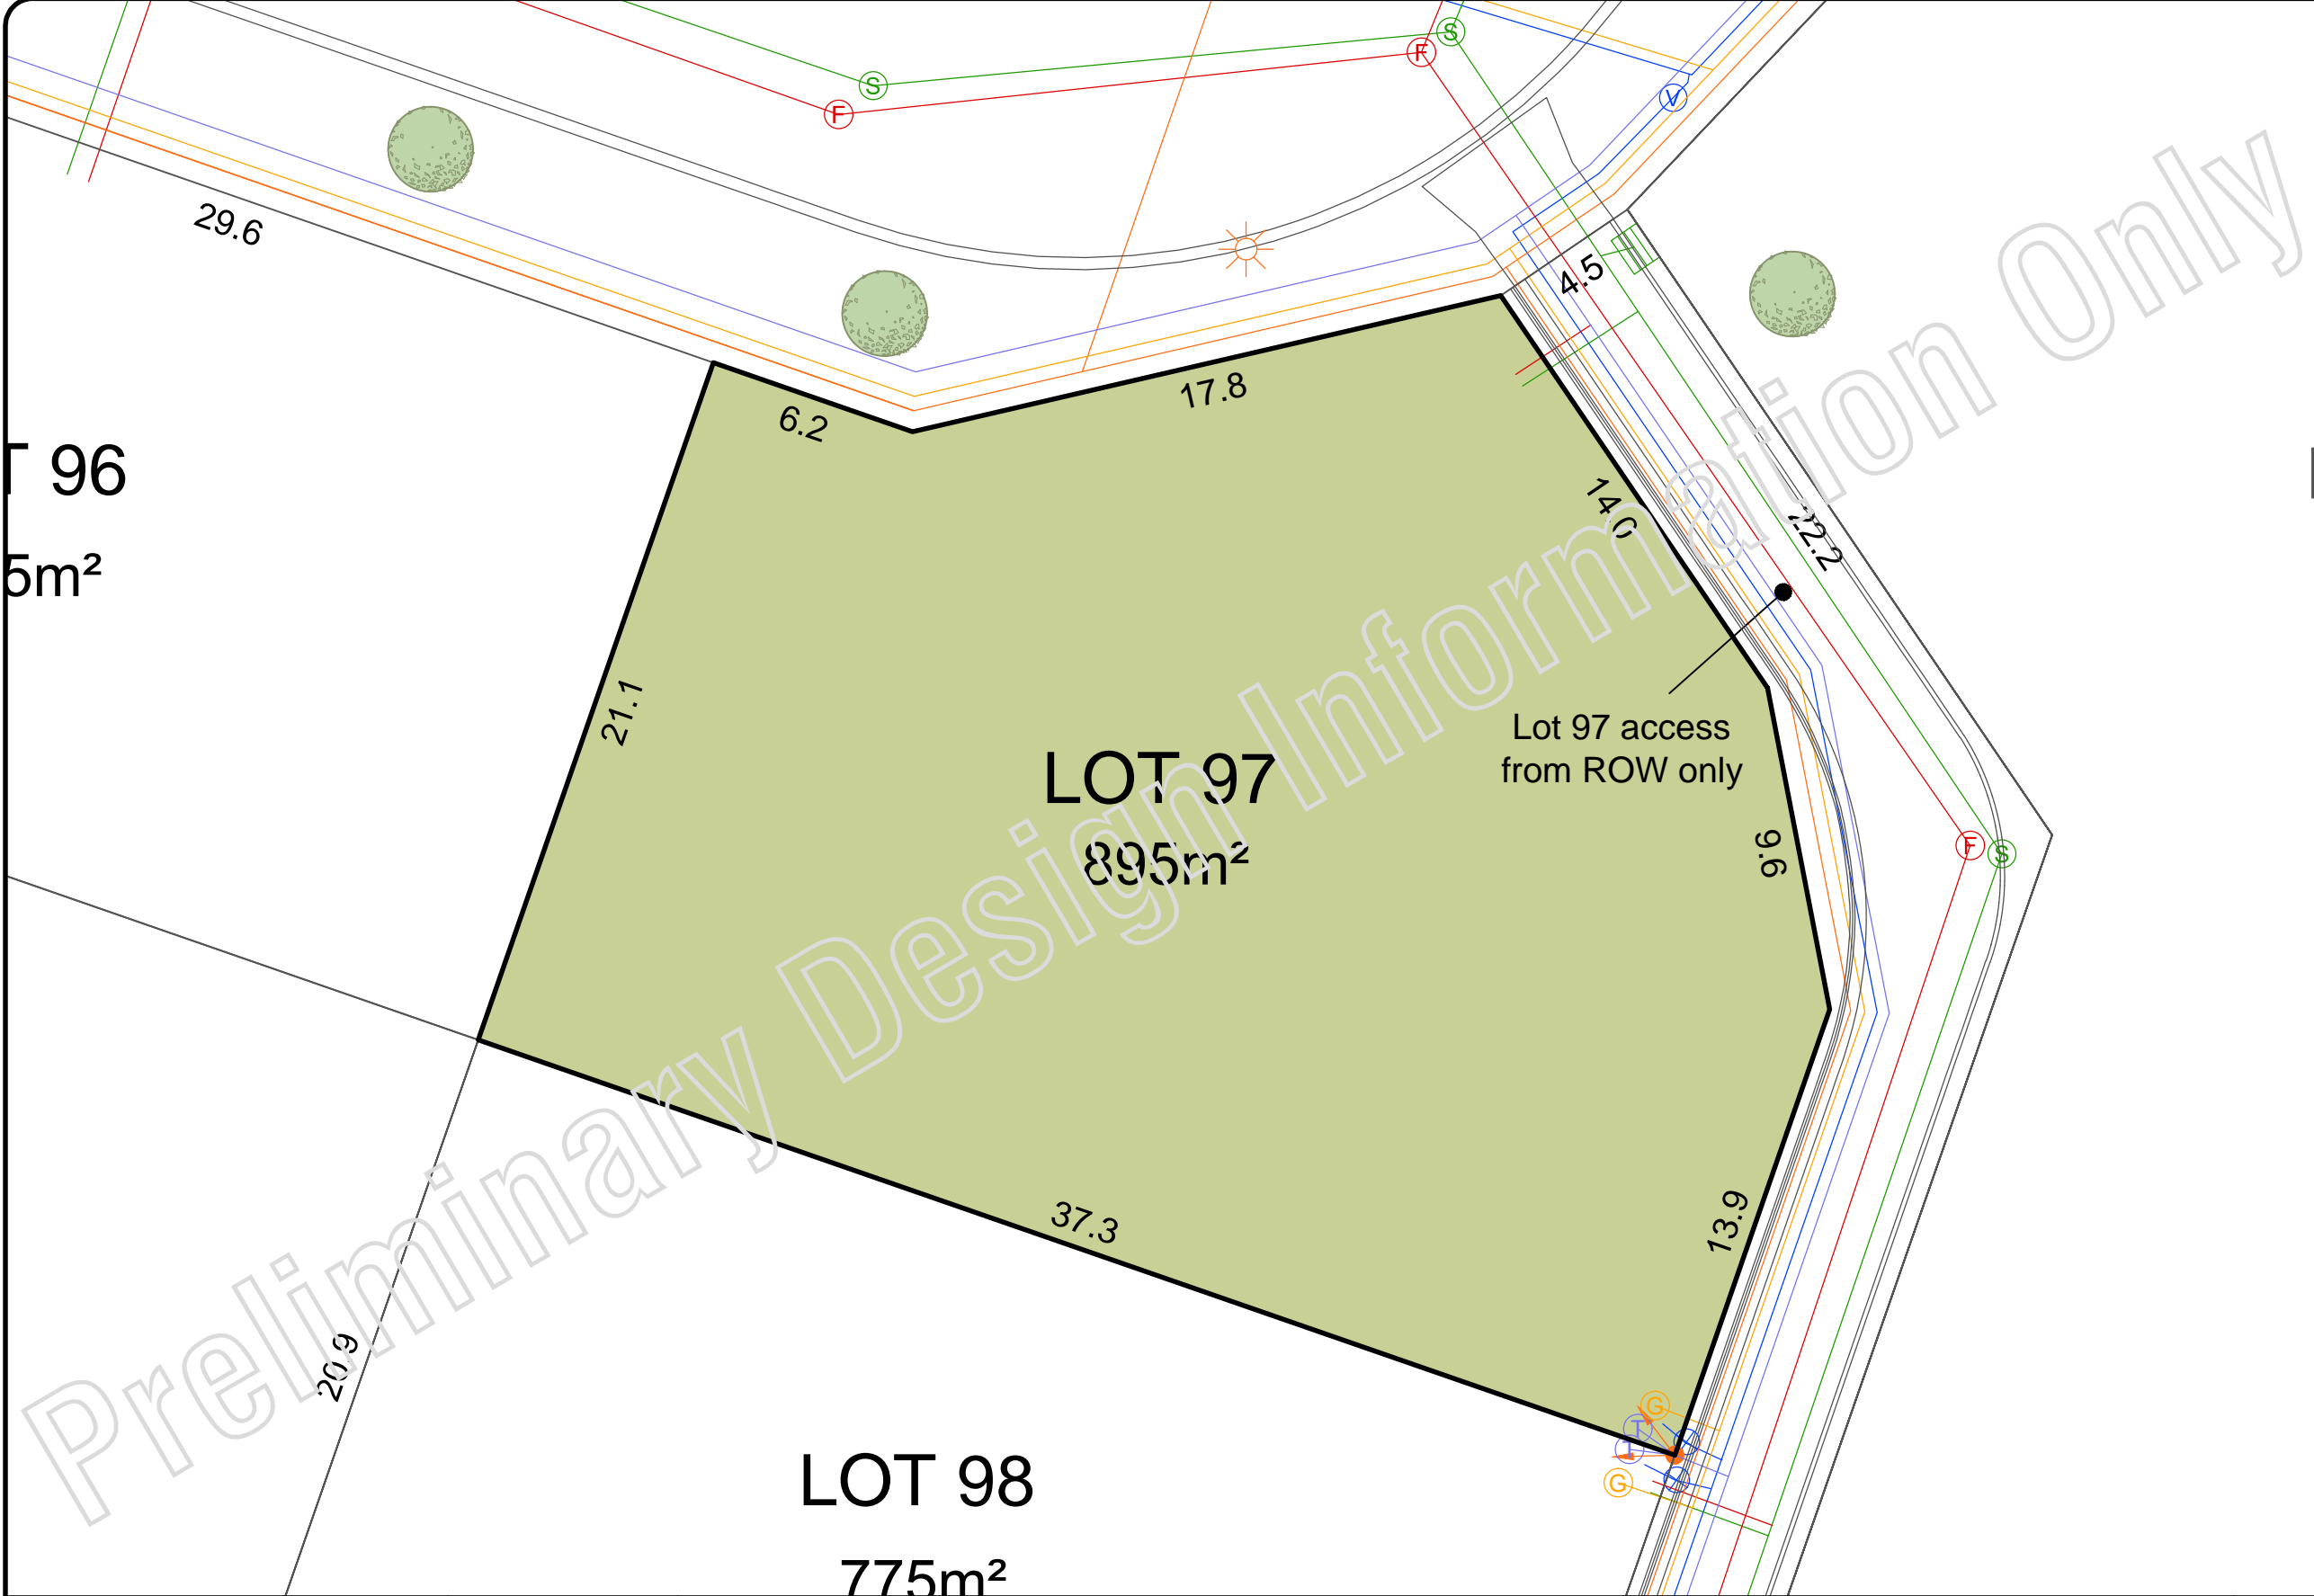 S
S
F
F
V
29.6
4.5
6.2
17.8
T 96
5m²
14.0
22.2
21.1
LOT 97
895m²
Lot 97 access
from ROW only
9.6
F
S
37.3
13.9
20.9
G
T
T
G
LOT 98
775m²
Preliminary Design Information Only